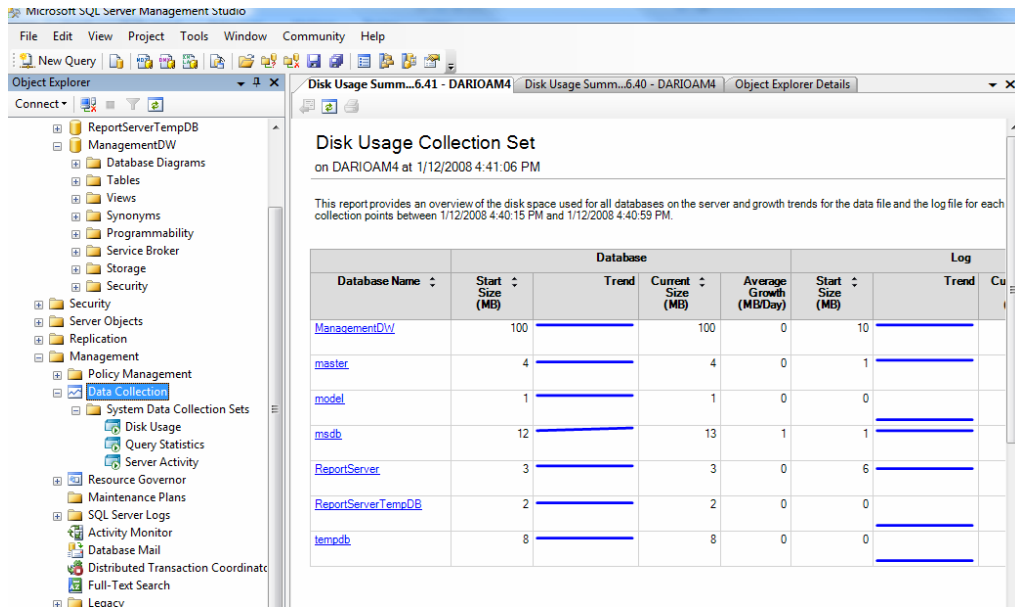 Microsoft SQL Server Management Studio
File Edit View Project Tools Window Community Help
New Query
Object Explorer
Connect
ReportServerTempDB
ManagementDW
Database Diagrams
Tables
Views
Synonyms
Programmability
Service Broker
Storage
Security
Security
Server Objects
Replication
Management
Policy Management
Data Collection
System Data Collection Sets
Disk Usage
Query Statistics
Server Activity
Resource Governor
Maintenance Plans
SQL Server Logs
Activity Monitor
Database Mail
Distributed Transaction Coordinato
Full-Text Search
Legacy
Disk Usage Summ...6.41 - DARIOAM4 Disk Usage Summ...6.40 - DARIOAM4 Object Explorer Details
Disk Usage Collection Set
on DARIOAM4 at 1/12/2008 4:41:06 PM
This report provides an overview of the disk space used for all databases on the server and growth trends for the data file and the log file for each
collection points between 1/12/2008 4:40:15 PM and 1/12/2008 4:40:59 PM.
Database Log
Database Name Start Size (MB) Trend Current Size (MB) Average Growth (MB/Day) Start Size (MB) Trend Cu
ManagementDW 100 100 0 10
master 4 4 0 1
model 1 1 0 0
msdb 12 13 1 1
ReportServer 3 3 0 6
ReportServerTempDB 2 2 0 0
tempdb 8 8 0 0